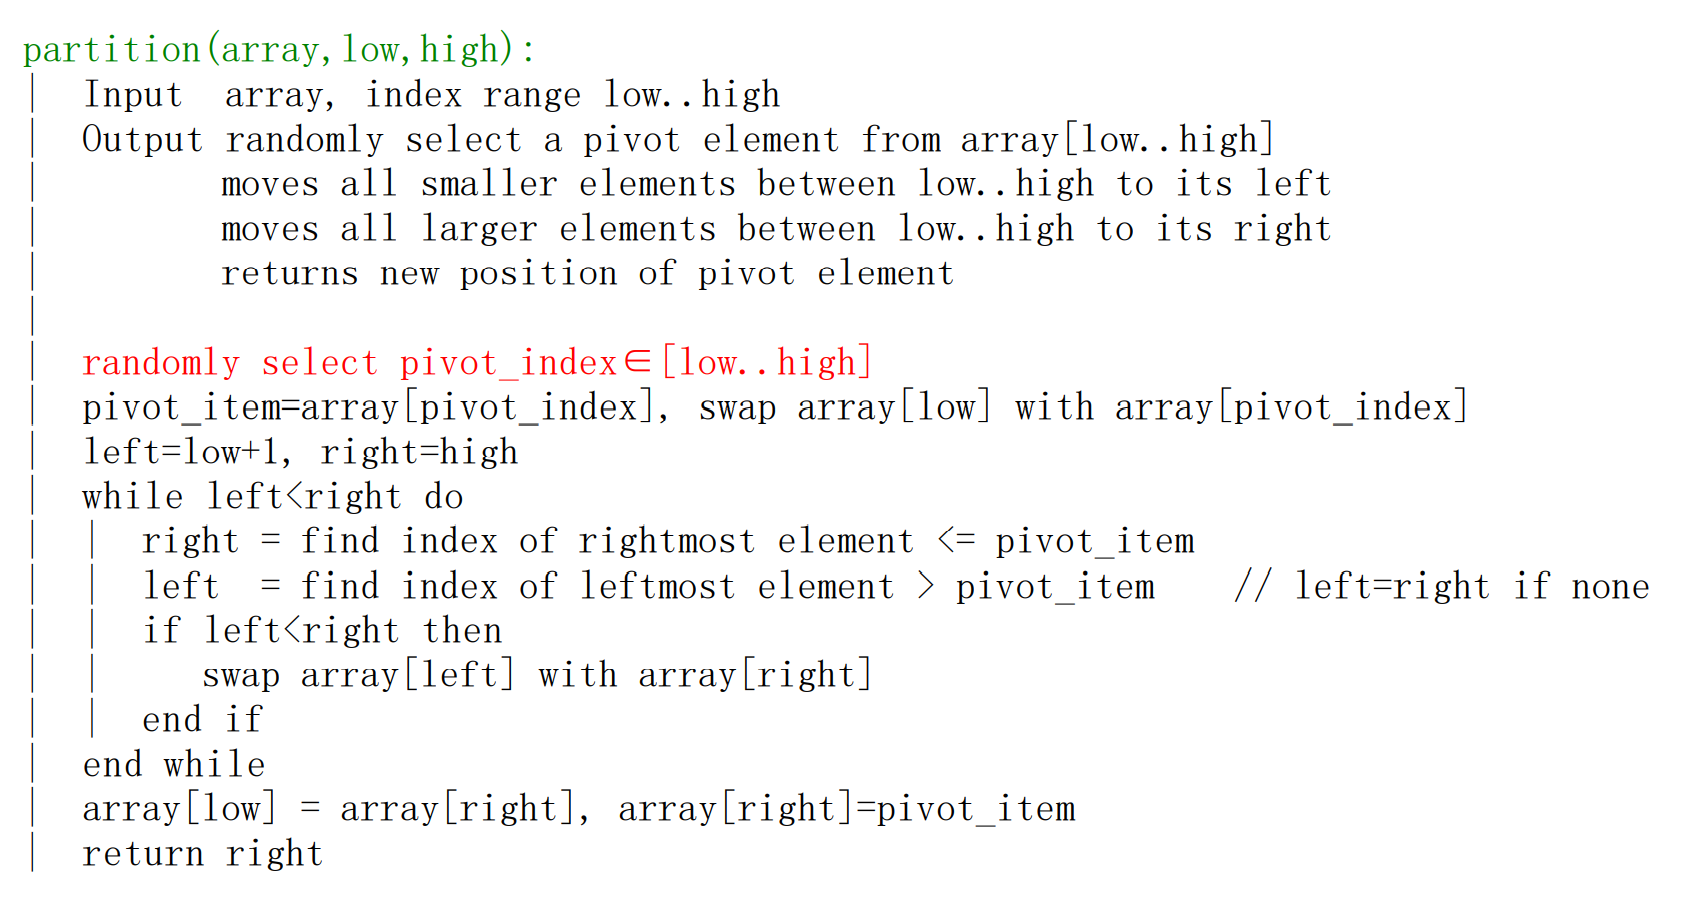 partition(array,low,high):
Input  array, index range low..high
Output randomly select a pivot element from array[low..high]
moves all smaller elements between low..high to its left
moves all larger elements between low..high to its right
returns new position of pivot element
randomly select pivot_index∈[low..high]
pivot_item=array[pivot_index], swap array[low] with array[pivot_index]
left=low+1, right=high
while left<right do
right = find index of rightmost element <= pivot_item
left  = find index of leftmost element > pivot_item    // left=right if none
if left<right then
swap array[left] with array[right]
end if
end while
array[low] = array[right], array[right]=pivot_item
return right